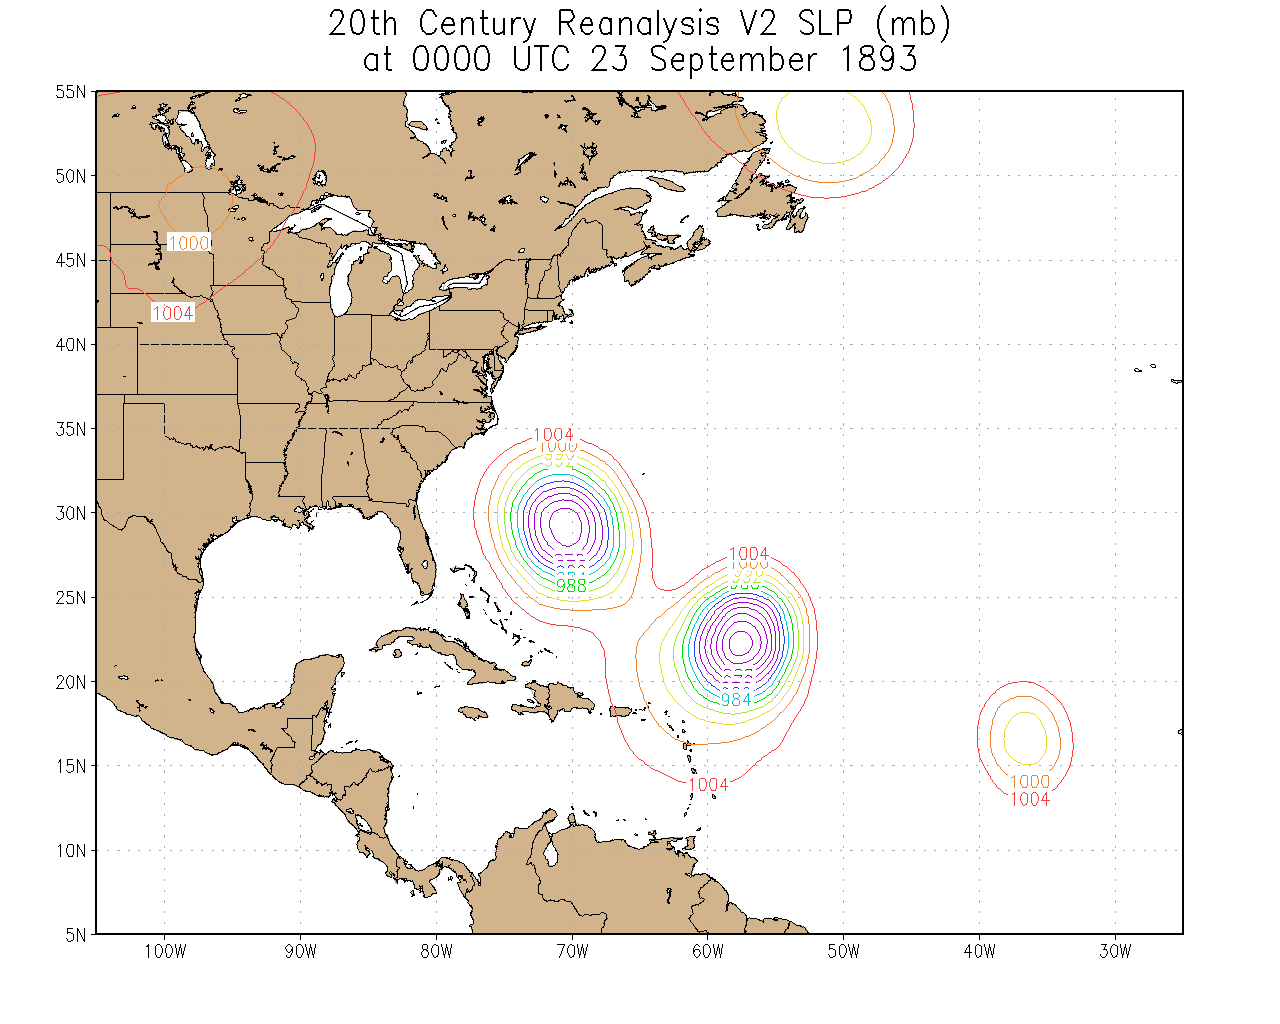 20th Century Reanalysis V2 SLP (mb)
at 0000 UTC 23 September 1893
55N
50N
1000
45N
1004
40N
35N
1004
1000
30N
1004
1000
988
25N
20N
984
15N
1004
1000
1004
10N
5N
100W 90W 80W 70W 60W 50W 40W 30W